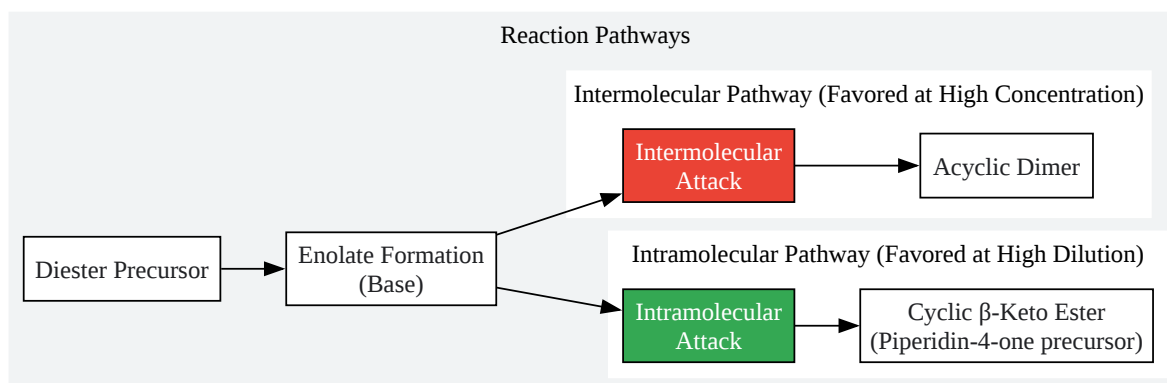 Reaction Pathways
Intermolecular Pathway (Favored at High Concentration)
Intermolecular
Attack
Acyclic Dimer
Diester Precursor
Enolate Formation
(Base)
Intramolecular Pathway (Favored at High Dilution)
Intramolecular
Attack
Cyclic β-Keto Ester
(Piperidin-4-one precursor)